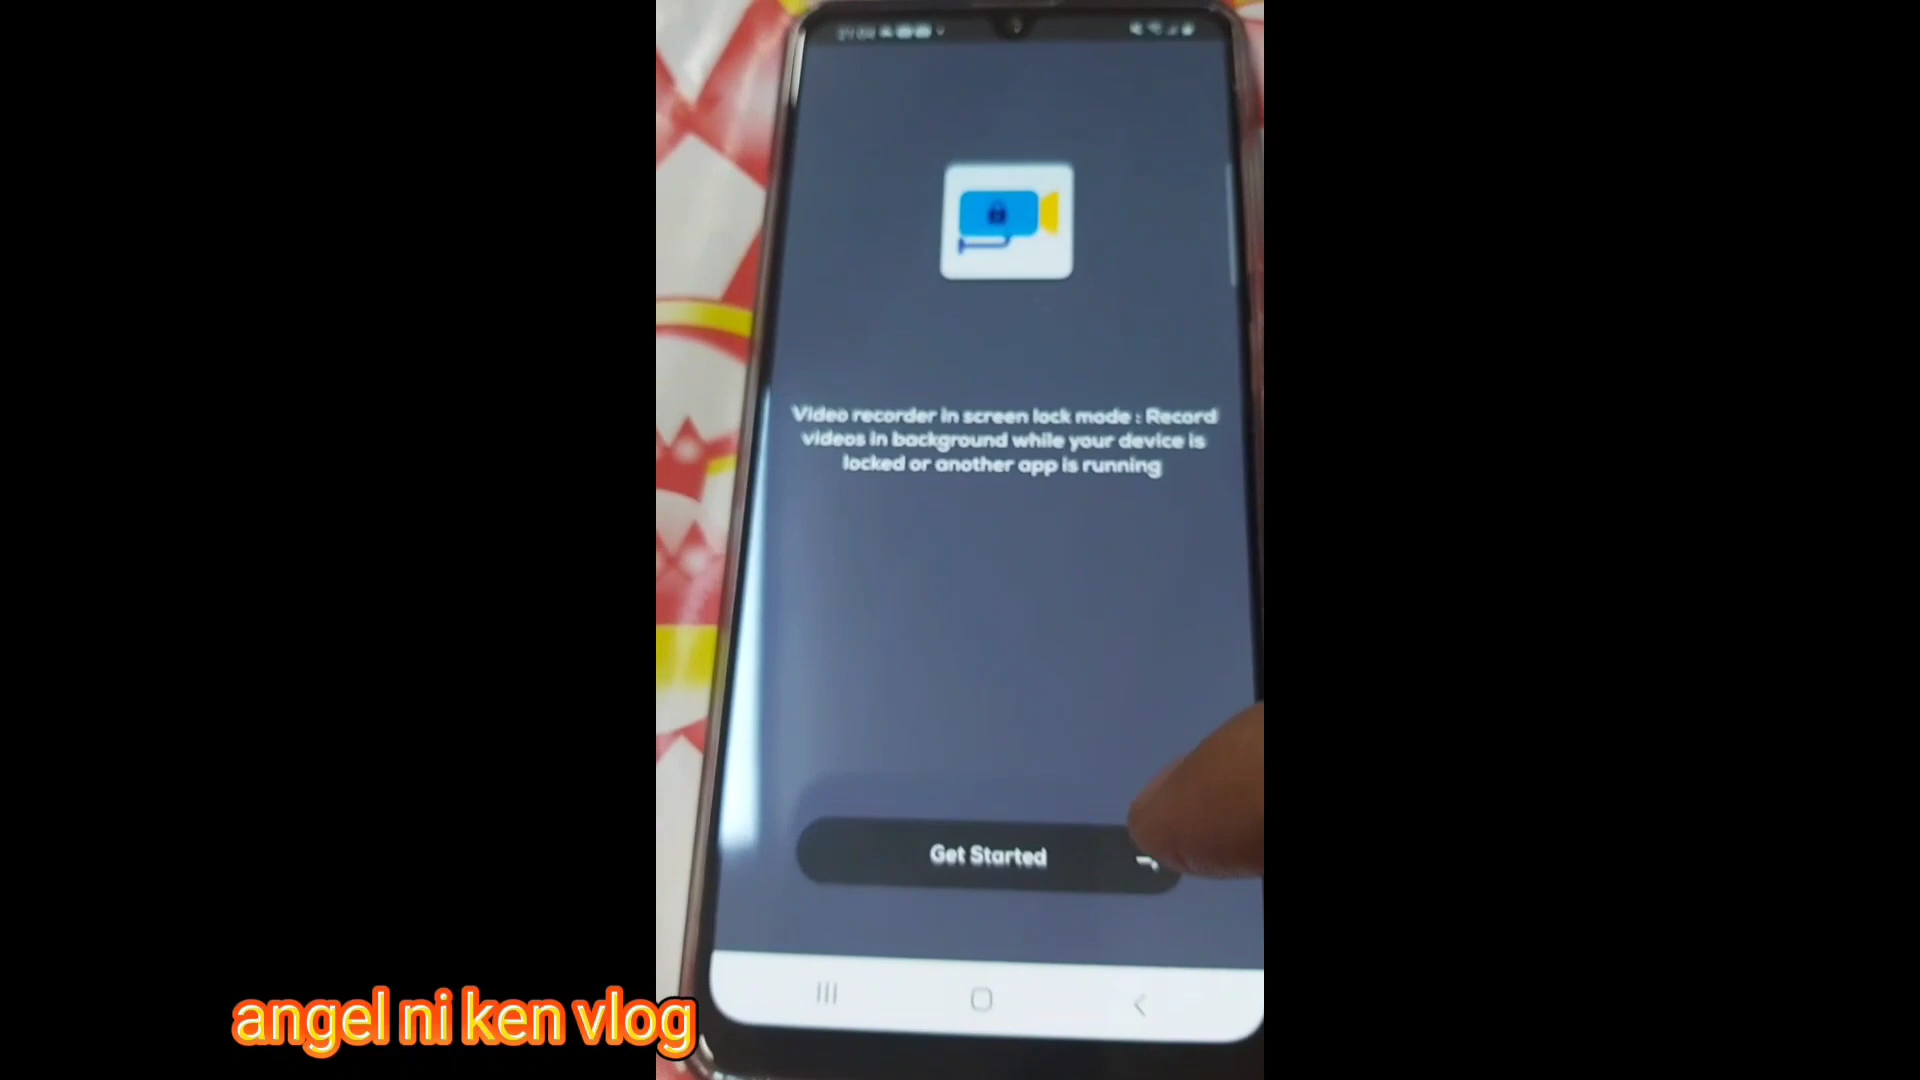 Video recorder in screen lock mode : Record
videos in background while your device is
locked or another app is running
Get Started
angel ni ken vlog